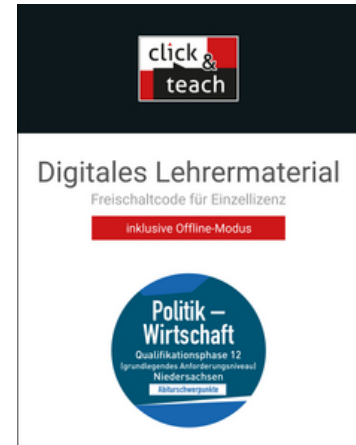 click &
teach
Digitales Lehrermaterial
Freischaltcode für Einzellizenz
inklusive Offline-Modus
Politik –
Wirtschaft
Qualifikationsphase 12
(grundlegendes Anforderungsniveau)
Niedersachsen
Abiturschwerpunkte